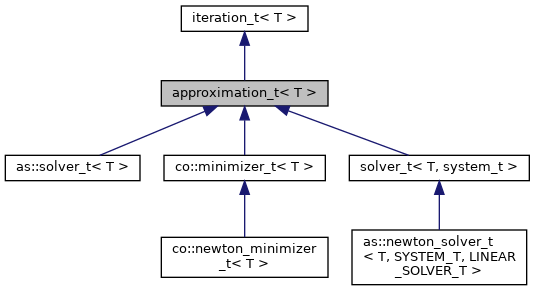 iteration_t< T >
approximation_t< T >
as::solver_t< T >
co::minimizer_t< T >
solver_t< T, system_t >
co::newton_minimizer
_t< T >
as::newton_solver_t
< T, SYSTEM_T, LINEAR
_SOLVER_T >